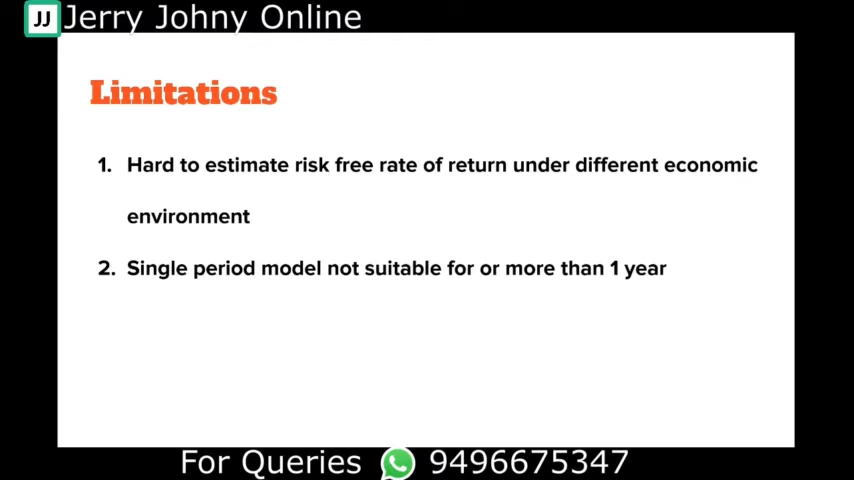 JJ Jerry Johny Online
Limitations
1. Hard to estimate risk free rate of return under different economic
environment
2. Single period model not suitable for or more than 1 year
For Queries 9496675347